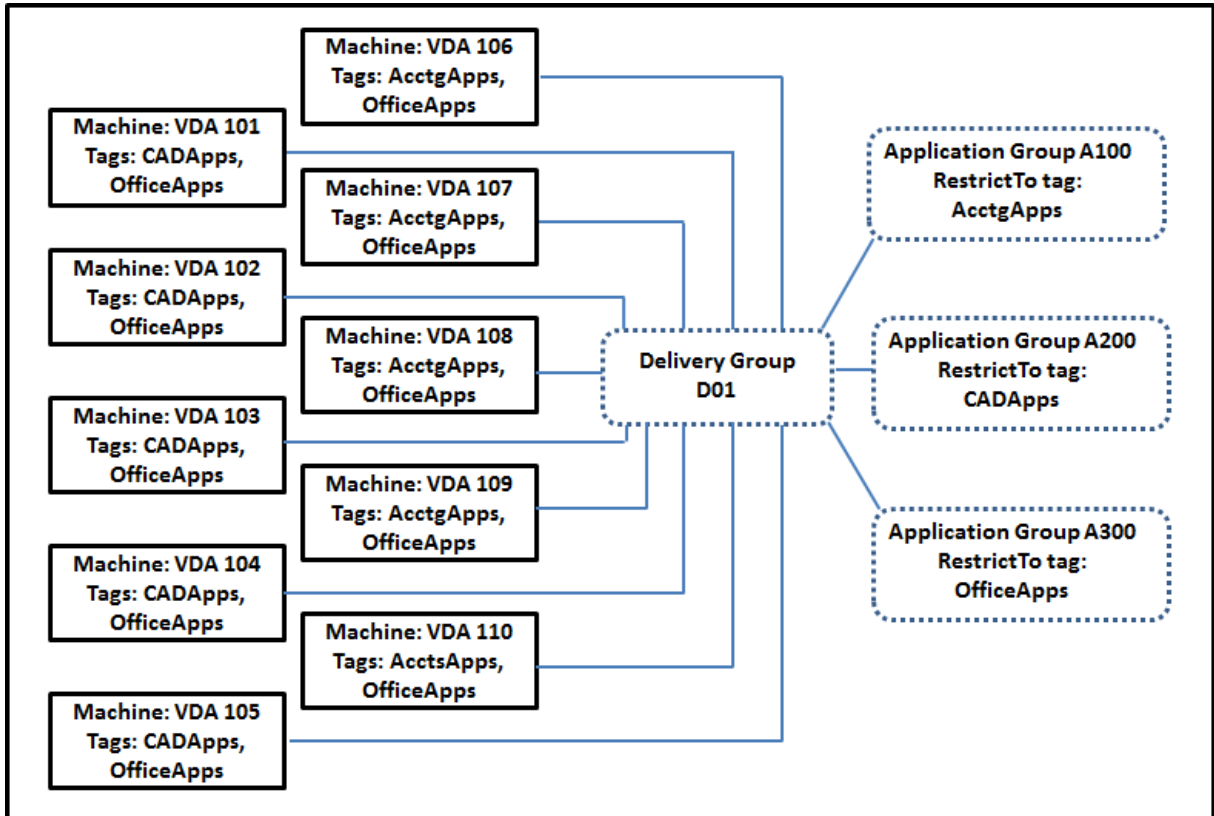 Machine: VDA 106
Tags: AcctgApps,
OfficeApps
Machine: VDA 101
Tags: CADApps,
OfficeApps
Machine: VDA 107
Tags: AcctgApps,
OfficeApps
Machine: VDA 102
Tags: CADApps,
OfficeApps
Machine: VDA 108
Tags: AcctgApps,
OfficeApps
Machine: VDA 103
Tags: CADApps,
OfficeApps
Machine: VDA 109
Tags: AcctgApps,
OfficeApps
Machine: VDA 104
Tags: CADApps,
OfficeApps
Machine: VDA 110
Tags: AcctsApps,
OfficeApps
Machine: VDA 105
Tags: CADApps,
OfficeApps
Delivery Group
D01
Application Group A100
RestrictTo tag:
AcctgApps
Application Group A200
RestrictTo tag:
CADApps
Application Group A300
RestrictTo tag:
OfficeApps